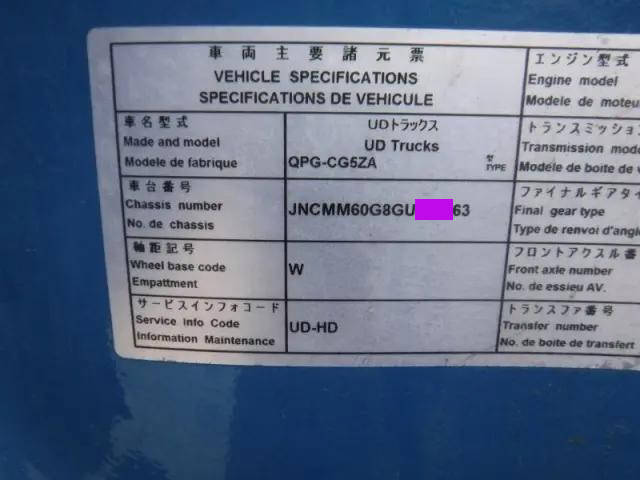 車両主要諸元票
VEHICLE SPECIFICATIONS
SPECIFICATIONS DE VEHICULE
車名型式
Made and model
Modele de fabrique
UDトラックス
UD Trucks
QPG-CG5ZA
型
TYPE
車台番号
Chassis number
No. de chassis
JNCMM60G8GU
63
軸距記号
Wheel base code
Empattment
W
サービスインフォコード
Service info Code
Information Maintenance
UD-HD
エンジン型式
Engine model
Modele de moteu
トランスミッション
Transmission mod
Modele de boite de v
ファイナルギアタイ
Final gear type
Type de renvoi d'angle
フロントアクスル番
Front axle number
No. de essieu AV.
トランスファ番号
Transfer number
No. de boite de transfert